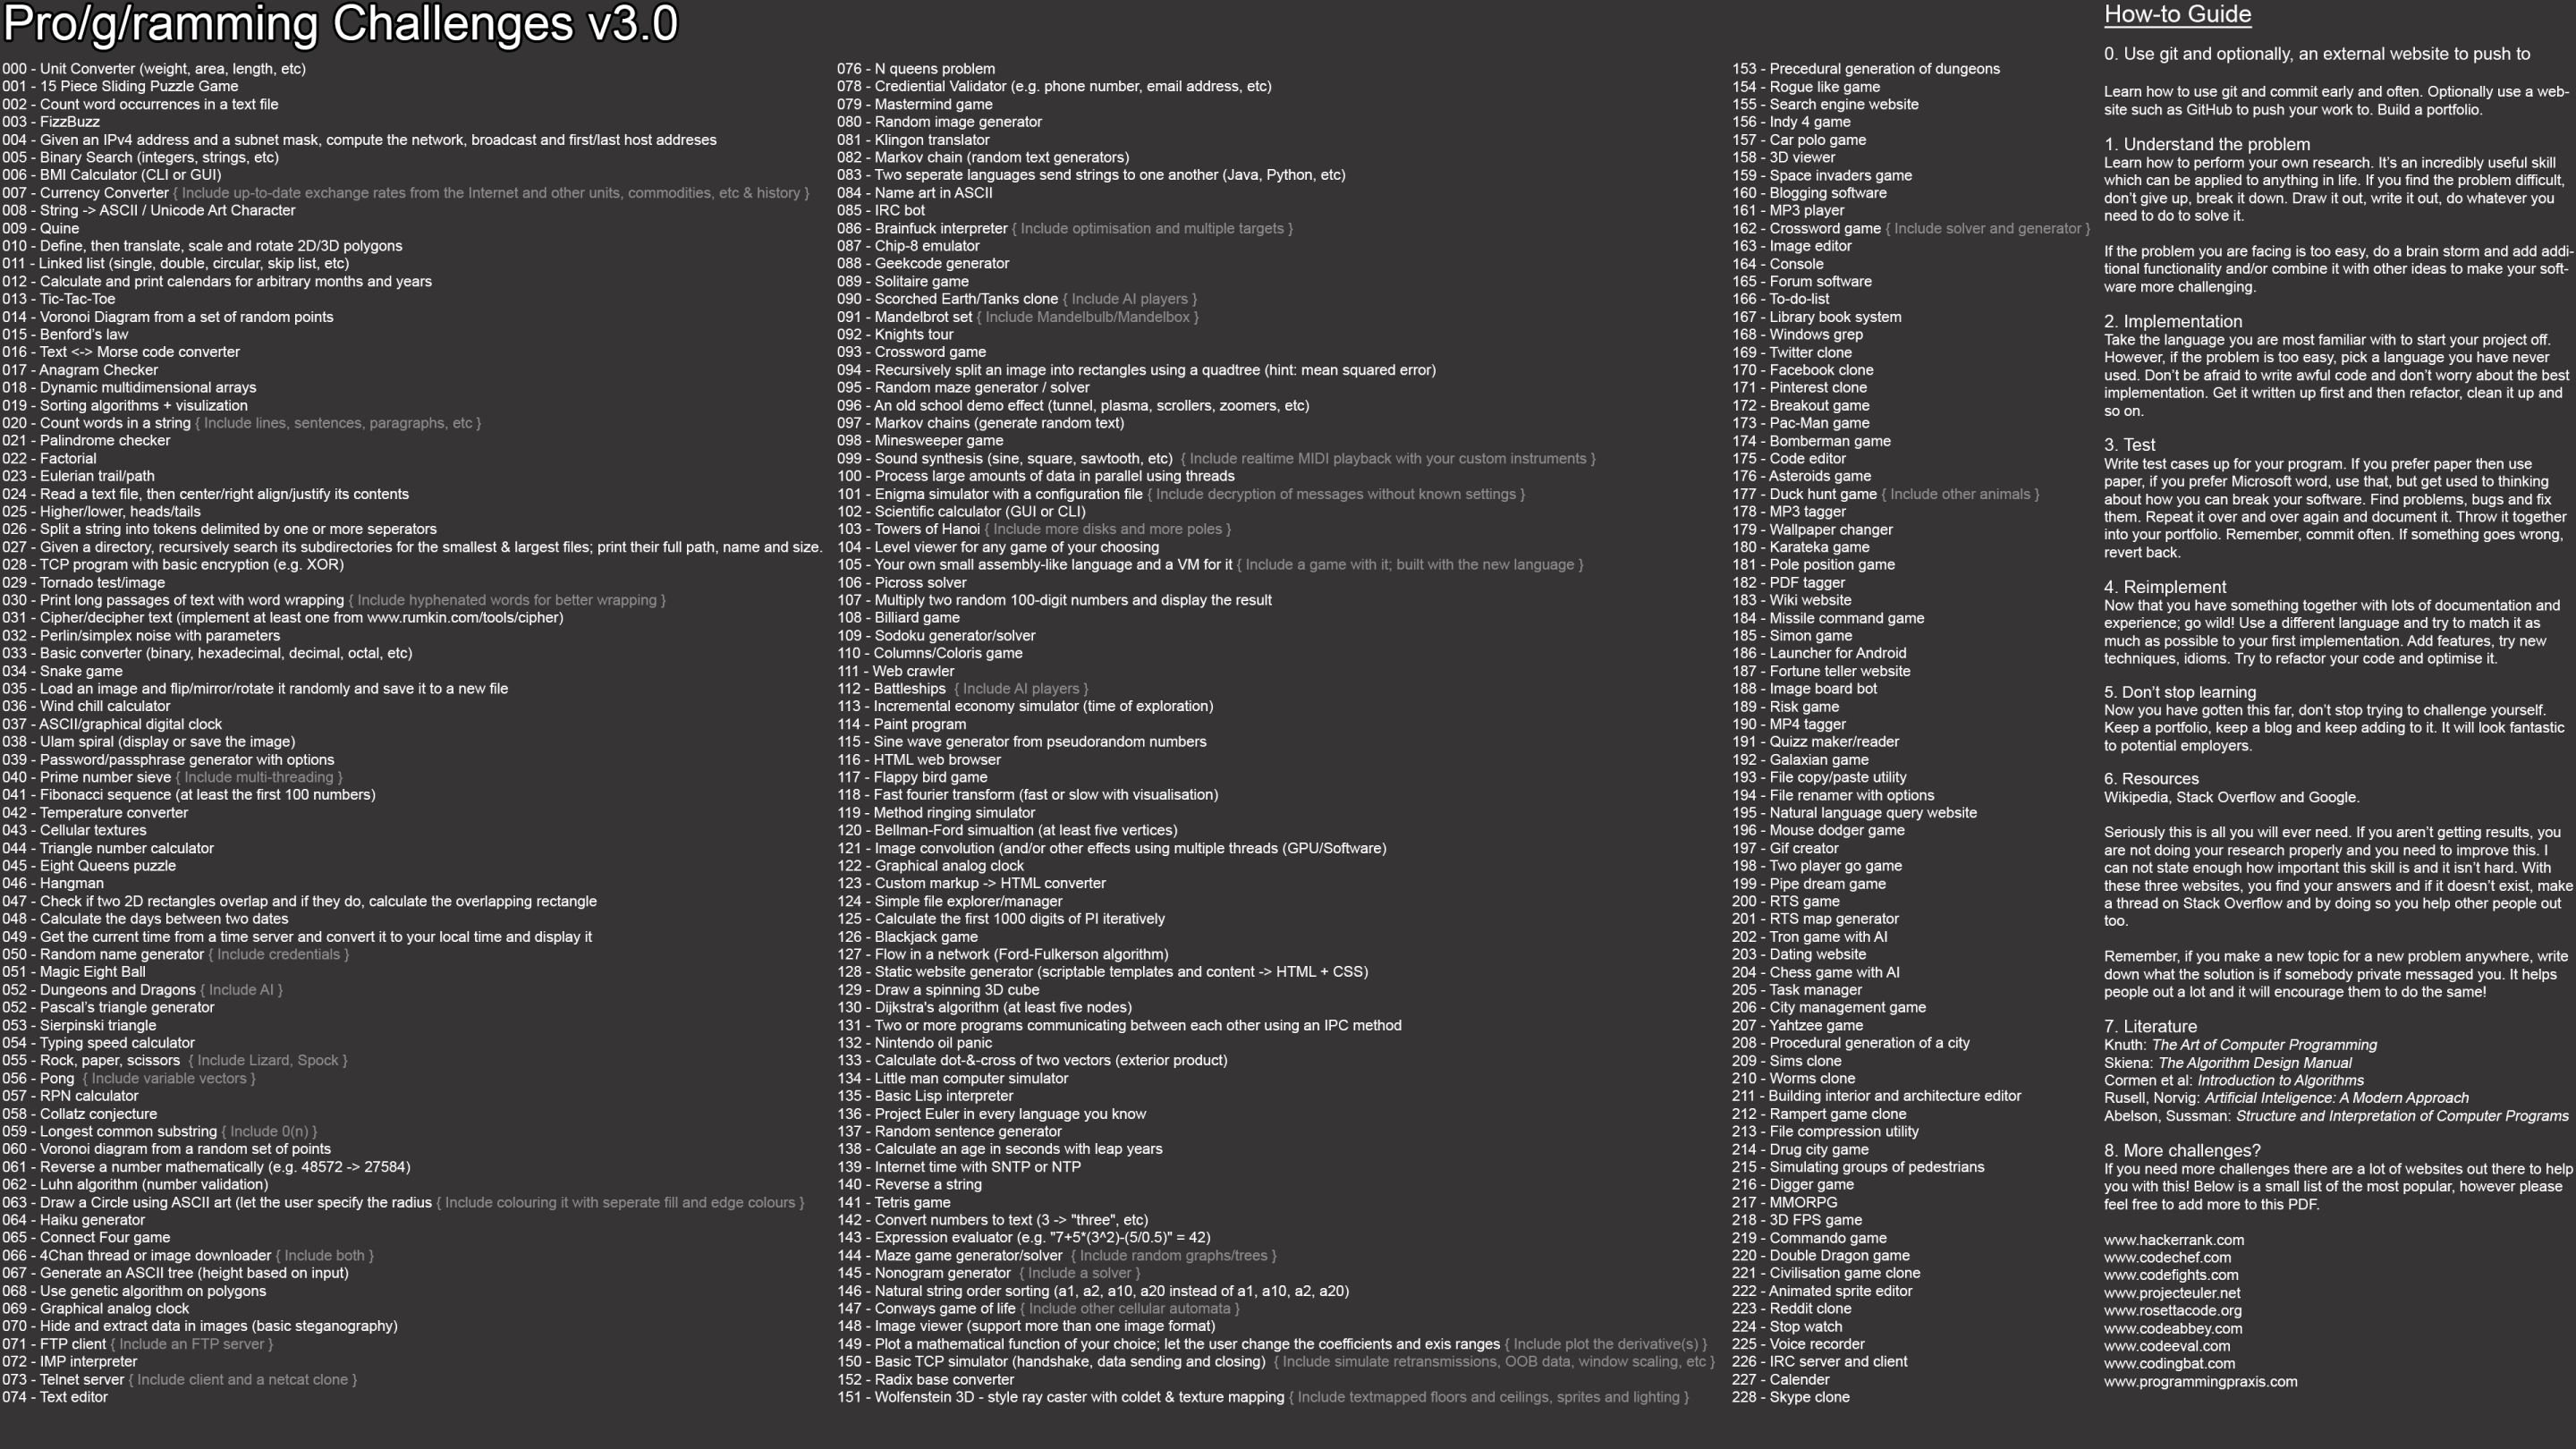 Pro/g/ramming Challenges v3.0
000 - Unit Converter (weight, area, length, etc)
001 - 15 Piece Sliding Puzzle Game
002 - Count word occurrences in a text file
003 - FizzBuzz
004 - Given an IPv4 address and a subnet mask, compute the network, broadcast and first/last host addreses
005 - Binary Search (integers, strings, etc)
006 - BMI Calculator (CLI or GUI)
007 - Currency Converter { Include up-to-date exchange rates from the Internet and other units, commodities, etc & history }
008 - String -> ASCII / Unicode Art Character
009 - Quine
010 - Define, then translate, scale and rotate 2D/3D polygons
011 - Linked list (single, double, circular, skip list, etc)
012 - Calculate and print calendars for arbitrary months and years
013 - Tic-Tac-Toe
014 - Voronoi Diagram from a set of random points
015 - Benford's law
016 - Text <-> Morse code converter
017 - Anagram Checker
018 - Dynamic multidimensional arrays
019 - Sorting algorithms + visulization
020 - Count words in a string { Include lines, sentences, paragraphs, etc }
021 - Palindrome checker
022 - Factorial
023 - Eulerian trail/path
024 - Read a text file, then center/right align/justify its contents
025 - Higher/lower, heads/tails
026 - Split a string into tokens delimited by one or more seperators
027 - Given a directory, recursively search its subdirectories for the smallest & largest files; print their full path, name and size.
028 - TCP program with basic encryption (e.g. XOR)
029 - Tornado test/image
030 - Print long passages of text with word wrapping { Include hyphenated words for better wrapping }
031 - Cipher/decipher text (implement at least one from www.rumkin.com/tools/cipher)
032 - Perlin/simplex noise with parameters
033 - Basic converter (binary, hexadecimal, decimal, octal, etc)
034 - Snake game
035 - Load an image and flip/mirror/rotate it randomly and save it to a new file
036 - Wind chill calculator
037 - ASCII/graphical digital clock
038 - Ulam spiral (display or save the image)
039 - Password/passphrase generator with options
040 - Prime number sieve { Include multi-threading }
041 - Fibonacci sequence (at least the first 100 numbers)
042 - Temperature converter
043 - Cellular textures
044 - Triangle number calculator
045 - Eight Queens puzzle
046 - Hangman
047 - Check if two 2D rectangles overlap and if they do, calculate the overlapping rectangle
048 - Calculate the days between two dates
049 - Get the current time from a time server and convert it to your local time and display it
050 - Random name generator { Include credentials }
051 - Magic Eight Ball
052 - Dungeons and Dragons { Include AI }
052 - Pascal's triangle generator
053 - Sierpinski triangle
054 - Typing speed calculator
055 - Rock, paper, scissors { Include Lizard, Spock }
056 - Pong { Include variable vectors }
057 - RPN calculator
058 - Collatz conjecture
059 - Longest common substring { Include 0(n) }
060 - Voronoi diagram from a random set of points
061 - Reverse a number mathematically (e.g. 48572 -> 27584)
062 - Luhn algorithm (number validation)
063 - Draw a Circle using ASCII art (let the user specify the radius { Include colouring it with seperate fill and edge colours }
064 - Haiku generator
065 - Connect Four game
066 - 4Chan thread or image downloader { Include both }
067 - Generate an ASCII tree (height based on input)
068 - Use genetic algorithm on polygons
069 - Graphical analog clock
070 - Hide and extract data in images (basic steganography)
071 - FTP client { Include an FTP server }
072 - IMP interpreter
073 - Telnet server { Include client and a netcat clone }
074 - Text editor
076 - N queens problem
078 - Crediential Validator (e.g. phone number, email address, etc)
079 - Mastermind game
080 - Random image generator
081 - Klingon translator
082 - Markov chain (random text generators)
083 - Two seperate languages send strings to one another (Java, Python, etc)
084 - Name art in ASCII
085 - IRC bot
086 - Brainfuck interpreter { Include optimisation and multiple targets }
087 - Chip-8 emulator
088 - Geekcode generator
089 - Solitaire game
090 - Scorched Earth/Tanks clone { Include AI players }
091 - Mandelbrot set { Include Mandelbulb/Mandelbox }
092 - Knights tour
093 - Crossword game
094 - Recursively split an image into rectangles using a quadtree (hint: mean squared error)
095 - Random maze generator / solver
096 - An old school demo effect (tunnel, plasma, scrollers, zoomers, etc)
097 - Markov chains (generate random text)
098 - Minesweeper game
099 - Sound synthesis (sine, square, sawtooth, etc) { Include realtime MIDI playback with your custom instruments }
100 - Process large amounts of data in parallel using threads
101 - Enigma simulator with a configuration file { Include decryption of messages without known settings }
102 - Scientific calculator (GUI or CLI)
103 - Towers of Hanoi { Include more disks and more poles }
104 - Level viewer for any game of your choosing
105 - Your own small assembly-like language and a VM for it { Include a game with it; built with the new language }
106 - Picross solver
107 - Multiply two random 100-digit numbers and display the result
108 - Billiard game
109 - Sodoku generator/solver
110 - Columns/Coloris game
111 - Web crawler
112 - Battleships { Include AI players }
113 - Incremental economy simulator (time of exploration)
114 - Paint program
115 - Sine wave generator from pseudorandom numbers
116 - HTML web browser
117 - Flappy bird game
118 - Fast fourier transform (fast or slow with visualisation)
119 - Method ringing simulator
120 - Bellman-Ford simualtion (at least five vertices)
121 - Image convolution (and/or other effects using multiple threads (GPU/Software)
122 - Graphical analog clock
123 - Custom markup -> HTML converter
124 - Simple file explorer/manager
125 - Calculate the first 1000 digits of PI iteratively
126 - Blackjack game
127 - Flow in a network (Ford-Fulkerson algorithm)
128 - Static website generator (scriptable templates and content -> HTML + CSS)
129 - Draw a spinning 3D cube
130 - Dijkstra's algorithm (at least five nodes)
131 - Two or more programs communicating between each other using an IPC method
132 - Nintendo oil panic
133 - Calculate dot-&-cross of two vectors (exterior product)
134 - Little man computer simulator
135 - Basic Lisp interpreter
136 - Project Euler in every language you know
137 - Random sentence generator
138 - Calculate an age in seconds with leap years
139 - Internet time with SNTP or NTP
140 - Reverse a string
141 - Tetris game
142 - Convert numbers to text (3 -> "three", etc)
143 - Expression evaluator (e.g. "7+5*(3^2)-(5/0.5)" = 42)
144 - Maze game generator/solver { Include random graphs/trees }
145 - Nonogram generator { Include a solver }
146 - Natural string order sorting (a1, a2, a10, a20 instead of a1, a10, a2, a20)
147 - Conways game of life { Include other cellular automata }
148 - Image viewer (support more than one image format)
149 - Plot a mathematical function of your choice; let the user change the coefficients and exis ranges { Include plot the derivative(s) }
150 - Basic TCP simulator (handshake, data sending and closing) { Include simulate retransmissions, OOB data, window scaling, etc }
152 - Radix base converter
151 - Wolfenstein 3D - style ray caster with coldet & texture mapping { Include textmapped floors and ceilings, sprites and lighting }
153 - Precedural generation of dungeons
154 - Rogue like game
155 - Search engine website
156 - Indy 4 game
157 - Car polo game
158 - 3D viewer
159 - Space invaders game
160 - Blogging software
161 - MP3 player
162 - Crossword game { Include solver and generator }
163 - Image editor
164 - Console
165 - Forum software
166 - To-do-list
167 - Library book system
168 - Windows grep
169 - Twitter clone
170 - Facebook clone
171 - Pinterest clone
172 - Breakout game
173 - Pac-Man game
174 - Bomberman game
175 - Code editor
176 - Asteroids game
177 - Duck hunt game { Include other animals }
178 - MP3 tagger
179 - Wallpaper changer
180 - Karateka game
181 - Pole position game
182 - PDF tagger
183 - Wiki website
184 - Missile command game
185 - Simon game
186 - Launcher for Android
187 - Fortune teller website
188 - Image board bot
189 - Risk game
190 - MP4 tagger
191 - Quizz maker/reader
192 - Galaxian game
193 - File copy/paste utility
194 - File renamer with options
195 - Natural language query website
196 - Mouse dodger game
197 - Gif creator
198 - Two player go game
199 - Pipe dream game
200 - RTS game
201 - RTS map generator
202 - Tron game with AI
203 - Dating website
204 - Chess game with AI
205 - Task manager
206 - City management game
207 - Yahtzee game
208 - Procedural generation of a city
209 - Sims clone
210 - Worms clone
211 - Building interior and architecture editor
212 - Rampert game clone
213 - File compression utility
214 - Drug city game
215 - Simulating groups of pedestrians
216 - Digger game
217 - MMORPG
218 - 3D FPS game
219 - Commando game
220 - Double Dragon game
221 - Civilisation game clone
222 - Animated sprite editor
223 - Reddit clone
224 - Stop watch
225 - Voice recorder
226 - IRC server and client
227 - Calender
228 - Skype clone
How-to Guide
0. Use git and optionally, an external website to push to
Learn how to use git and commit early and often. Optionally use a web-
site such as GitHub to push your work to. Build a portfolio.
1. Understand the problem
Learn how to perform your own research. It's an incredibly useful skill
which can be applied to anything in life. If you find the problem difficult,
don't give up, break it down. Draw it out, write it out, do whatever you
need to do to solve it.
If the problem you are facing is too easy, do a brain storm and add addi-
tional functionality and/or combine it with other ideas to make your soft-
ware more challenging.
2. Implementation
Take the language you are most familiar with to start your project off.
However, if the problem is too easy, pick a language you have never
used. Don't be afraid to write awful code and don't worry about the best
implementation. Get it written up first and then refactor, clean it up and
so on.
3. Test
Write test cases up for your program. If you prefer paper then use
paper, if you prefer Microsoft word, use that, but get used to thinking
about how you can break your software. Find problems, bugs and fix
them. Repeat it over and over again and document it. Throw it together
into your portfolio. Remember, commit often. If something goes wrong,
revert back.
4. Reimplement
Now that you have something together with lots of documentation and
experience; go wild! Use a different language and try to match it as
much as possible to your first implementation. Add features, try new
techniques, idioms. Try to refactor your code and optimise it.
5. Don't stop learning
Now you have gotten this far, don't stop trying to challenge yourself.
Keep a portfolio, keep a blog and keep adding to it. It will look fantastic
to potential employers.
6. Resources
Wikipedia, Stack Overflow and Google.
Seriously this is all you will ever need. If you aren't getting results, you
are not doing your research properly and you need to improve this. I
can not state enough how important this skill is and it isn't hard. With
these three websites, you find your answers and if it doesn't exist, make
a thread on Stack Overflow and by doing so you help other people out
too.
Remember, if you make a new topic for a new problem anywhere, write
down what the solution is if somebody private messaged you. It helps
people out a lot and it will encourage them to do the same!
7. Literature
Knuth: The Art of Computer Programming
Skiena: The Algorithm Design Manual
Cormen et al: Introduction to Algorithms
Rusell, Norvig: Artificial Inteligence: A Modern Approach
Abelson, Sussman: Structure and Interpretation of Computer Programs
8. More challenges?
If you need more challenges there are a lot of websites out there to help
you with this! Below is a small list of the most popular, however please
feel free to add more to this PDF.
www.hackerrank.com
www.codechef.com
www.codefights.com
www.projecteuler.net
www.rosettacode.org
www.codeabbey.com
www.codeeval.com
www.codingbat.com
www.programmingpraxis.com